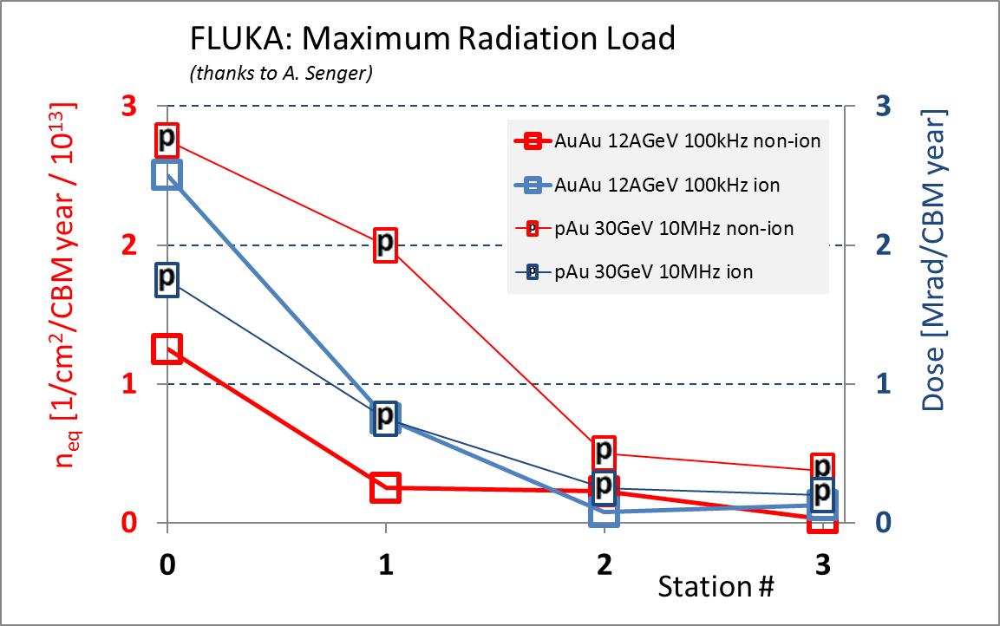 FLUKA: Maximum Radiation Load
(thanks to A. Senger)
n_eq [1/cm²/CBM year / 10¹³]
3
2
1
0
p
p
p
p
p
p
p
p
AuAu 12AGeV 100kHz non-ion
AuAu 12AGeV 100kHz ion
p pAu 30GeV 10MHz non-ion
p pAu 30GeV 10MHz ion
3
2
1
0
Dose [Mrad/CBM year]
0 1 2 3
Station #